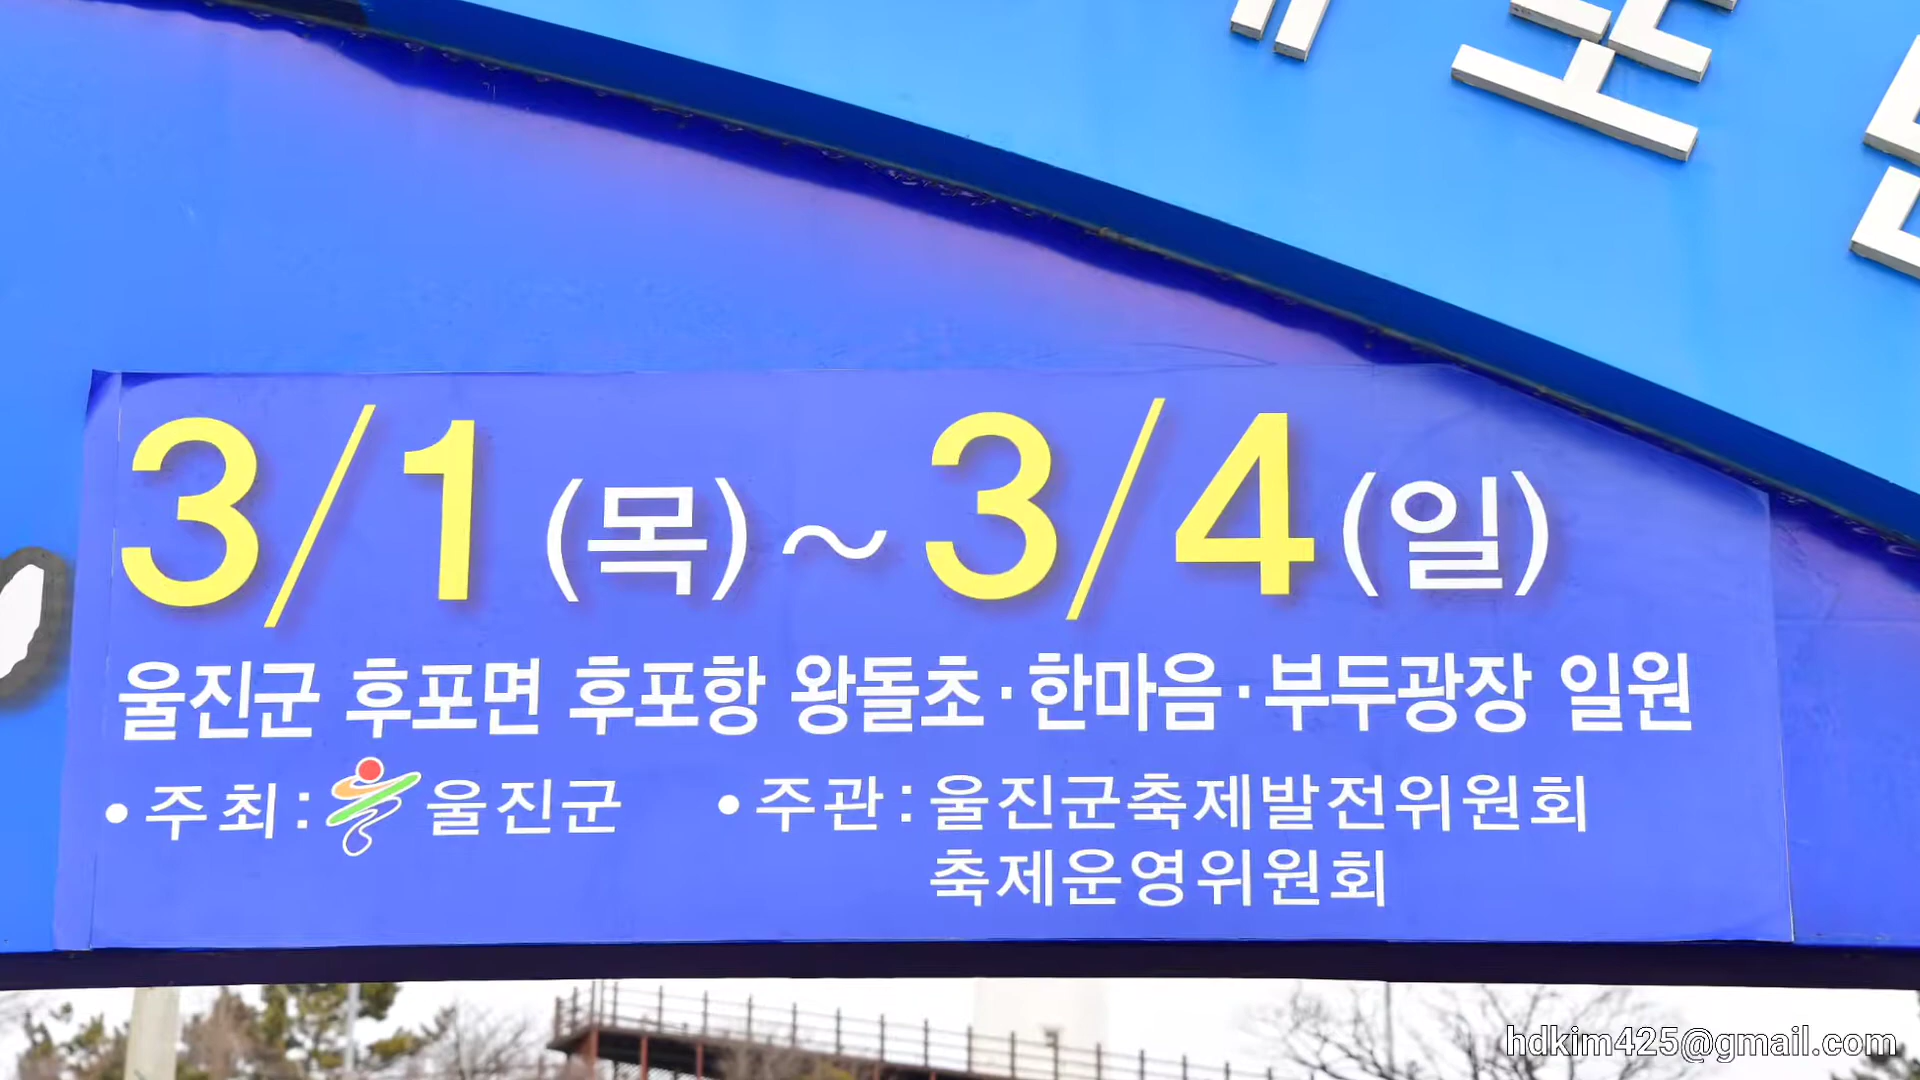 3/1(목)~3/4(일)
울진군 후포면 후포항 왕돌초·한마음·부두광장 일원
•주최: 울진군 •주관:울진군축제발전위원회
축제운영위원회
hdkim425@gmail.com